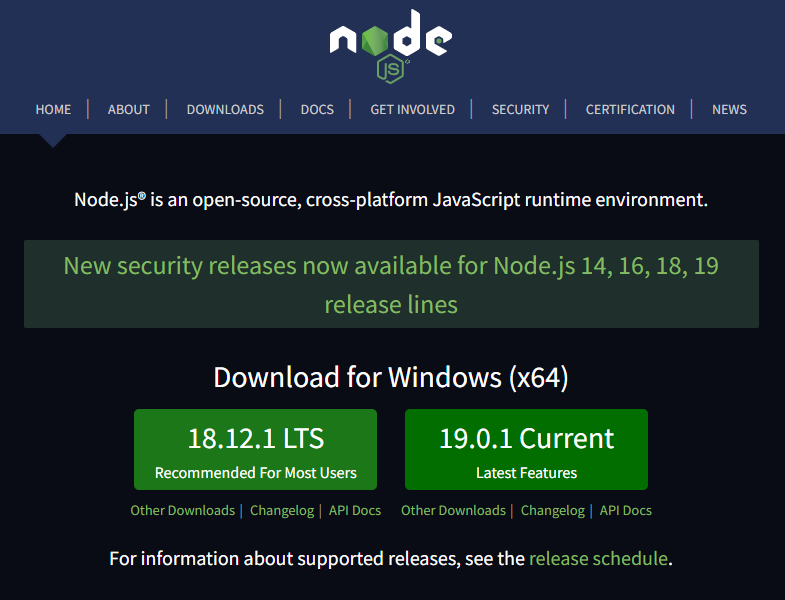 node
JS
HOME | ABOUT | DOWNLOADS | DOCS | GET INVOLVED | SECURITY | CERTIFICATION | NEWS
Node.js® is an open-source, cross-platform JavaScript runtime environment.
New security releases now available for Node.js 14, 16, 18, 19
release lines
Download for Windows (x64)
18.12.1 LTS
Recommended For Most Users
19.0.1 Current
Latest Features
Other Downloads | Changelog | API Docs
Other Downloads | Changelog | API Docs
For information about supported releases, see the release schedule.